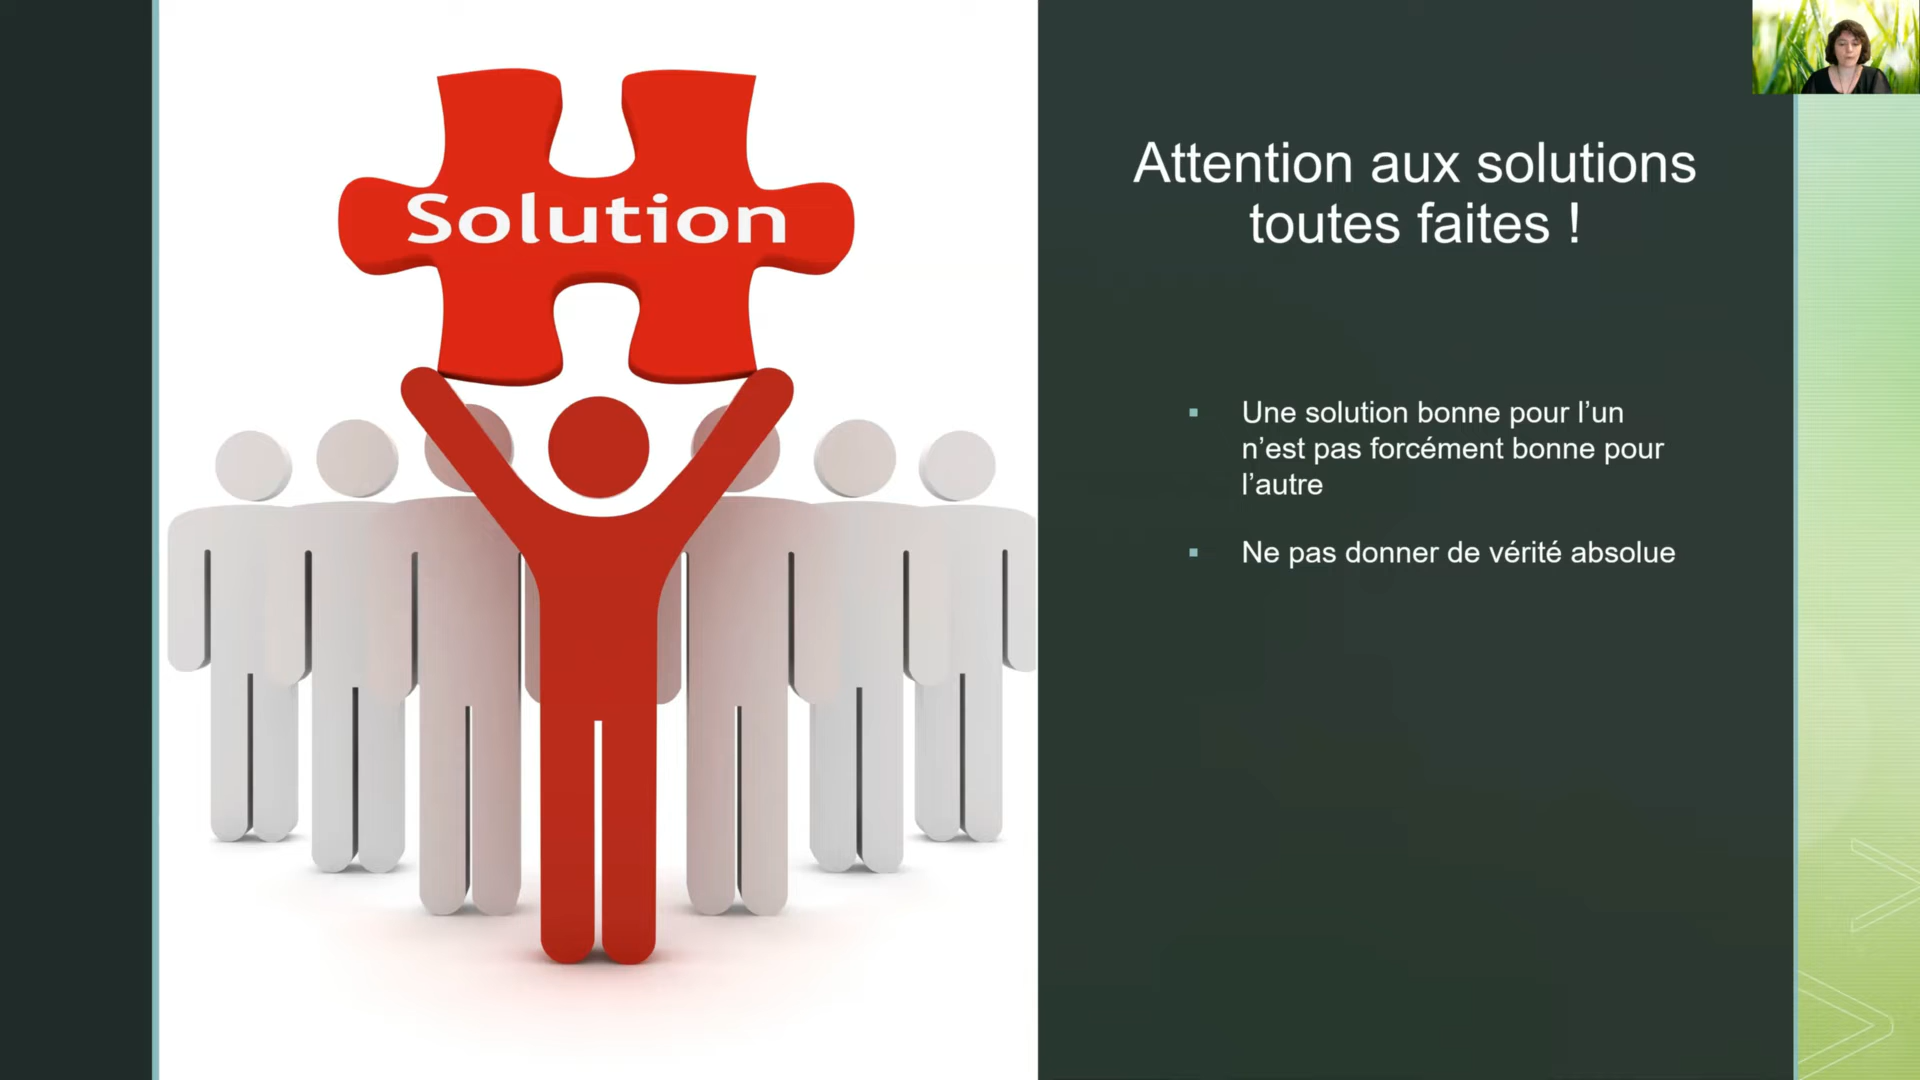 Solution
Attention aux solutions
toutes faites !
▪ Une solution bonne pour l’un
n’est pas forcément bonne pour
l’autre
▪ Ne pas donner de vérité absolue